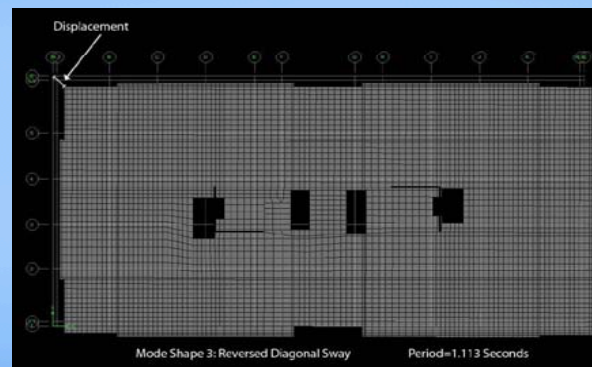 Displacement
Mode Shape 3: Reversed Diagonal Sway Period=1.113 Seconds